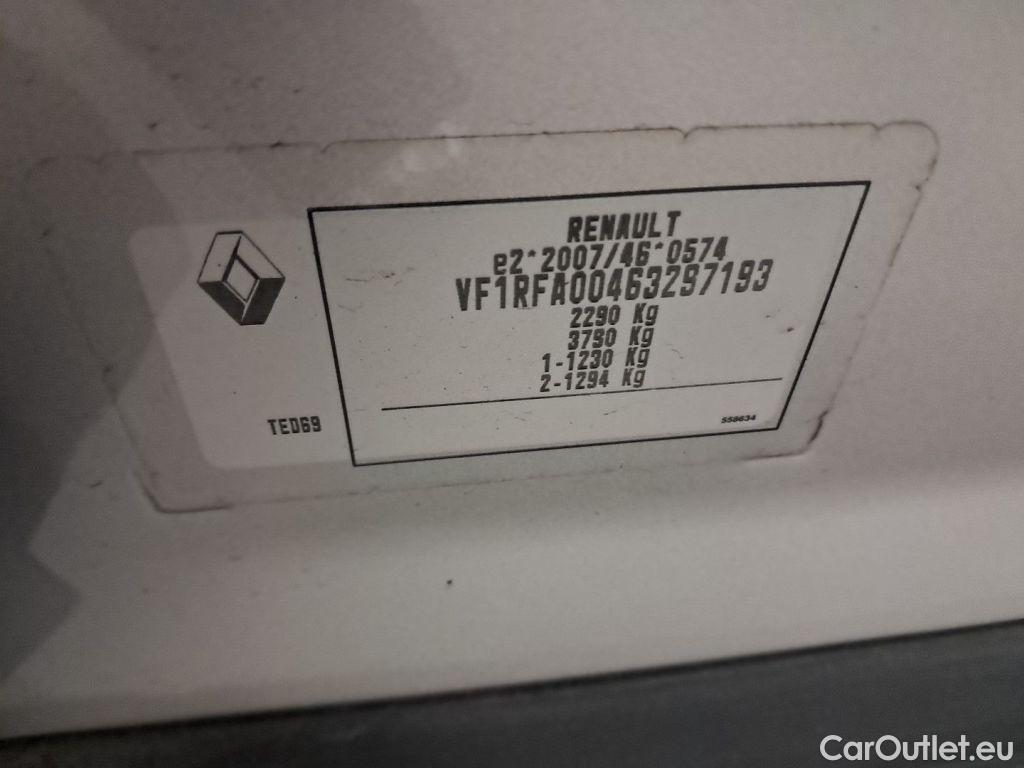 RENAULT
e2*2007/46*0574
VF1RFA00463297193
2290 Kg
3790 Kg
1-1230 Kg
2-1294 Kg
TED69
558634
CarOutlet.eu